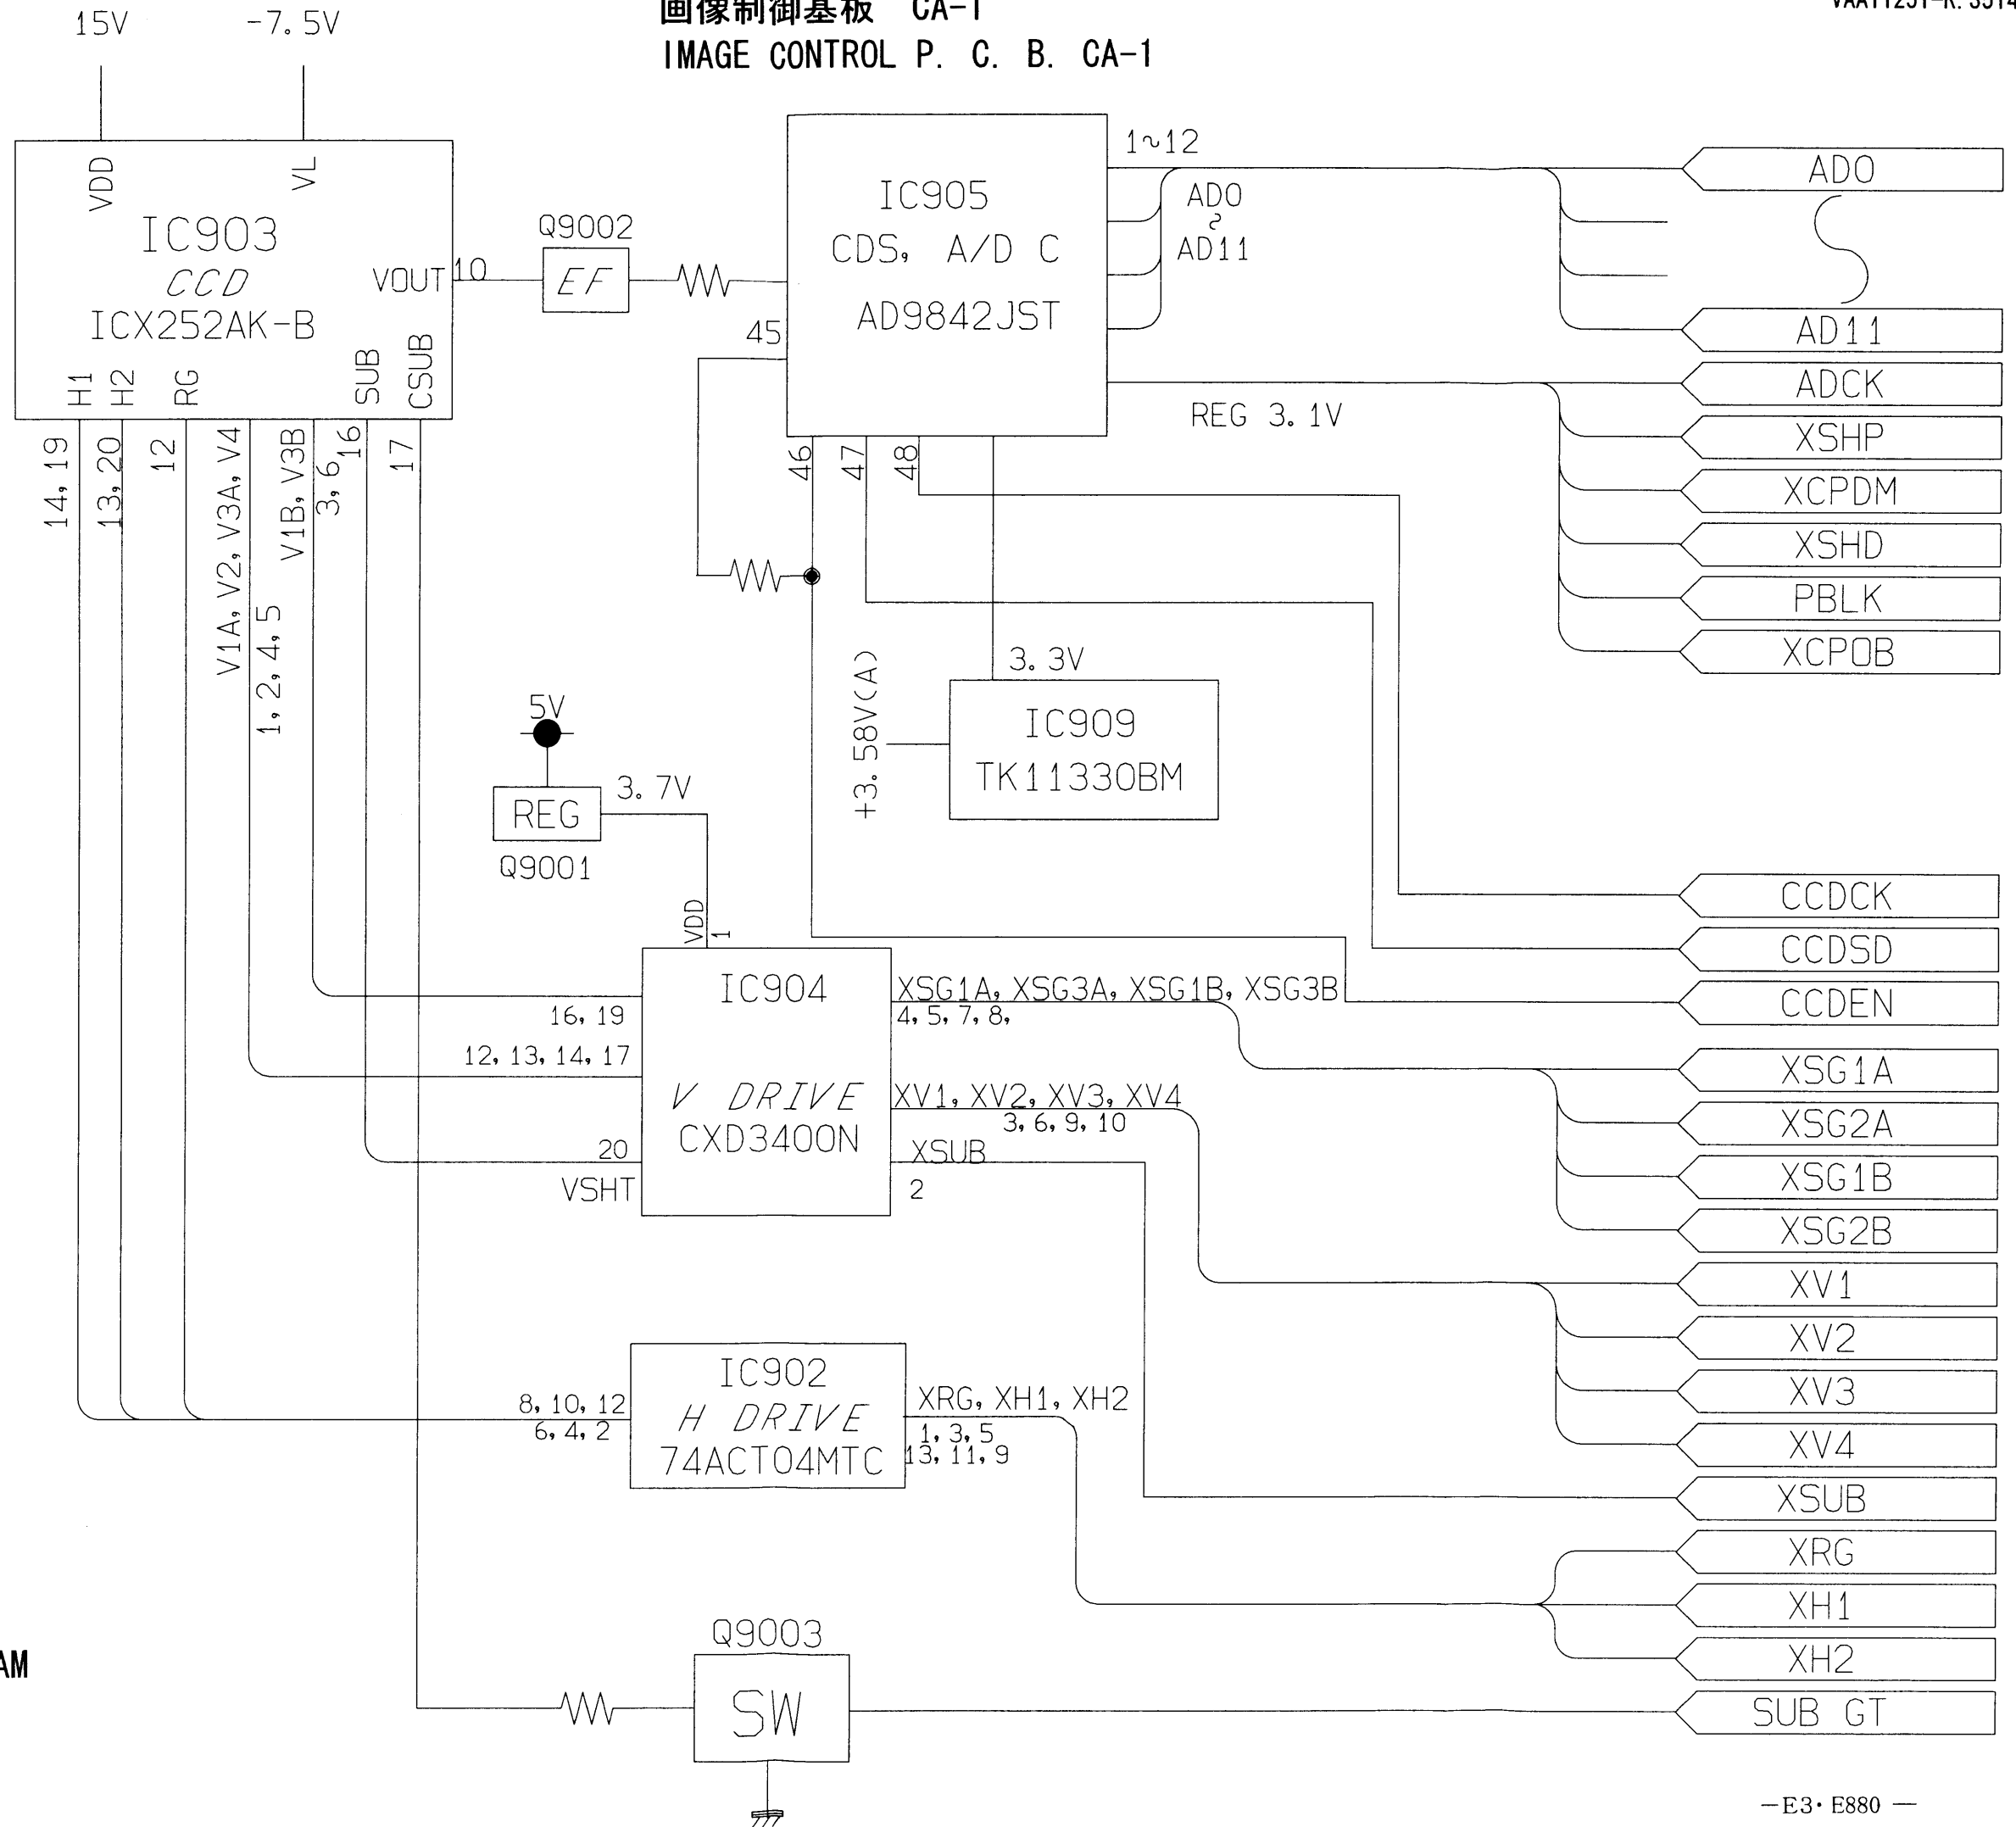 画像制御基板 CA-1
IMAGE CONTROL P. C. B. CA-1
15V
-7.5V
VDD
VL
IC903
CCD
ICX252AK-B
VOUT
10
H1
H2
RG
SUB
CSUB
14, 19
13, 20
12
V1A, V2, V3A, V4
1, 2, 4, 5
V1B, V3B
3, 6
16
17
Q9002
EF
IC905
CDS, A/D C
AD9842JST
45
46
47
48
1~12
AD0
~
AD11
REG 3.1V
3.3V
+3.58V(A)
IC909
TK11330BM
5V
REG
3.7V
Q9001
VDD
1
IC904
V DRIVE
CXD3400N
16, 19
12, 13, 14, 17
20
VSHT
XSG1A, XSG3A, XSG1B, XSG3B
4, 5, 7, 8,
XV1, XV2, XV3, XV4
3, 6, 9, 10
XSUB
2
IC902
H DRIVE
74ACT04MTC
8, 10, 12
6, 4, 2
XRG, XH1, XH2
1, 3, 5
13, 11, 9
Q9003
SW
AD0
AD11
ADCK
XSHP
XCPDM
XSHD
PBLK
XCPOB
CCDCK
CCDSD
CCDEN
XSG1A
XSG2A
XSG1B
XSG2B
XV1
XV2
XV3
XV4
XSUB
XRG
XH1
XH2
SUB GT
AM
—E3·E880—